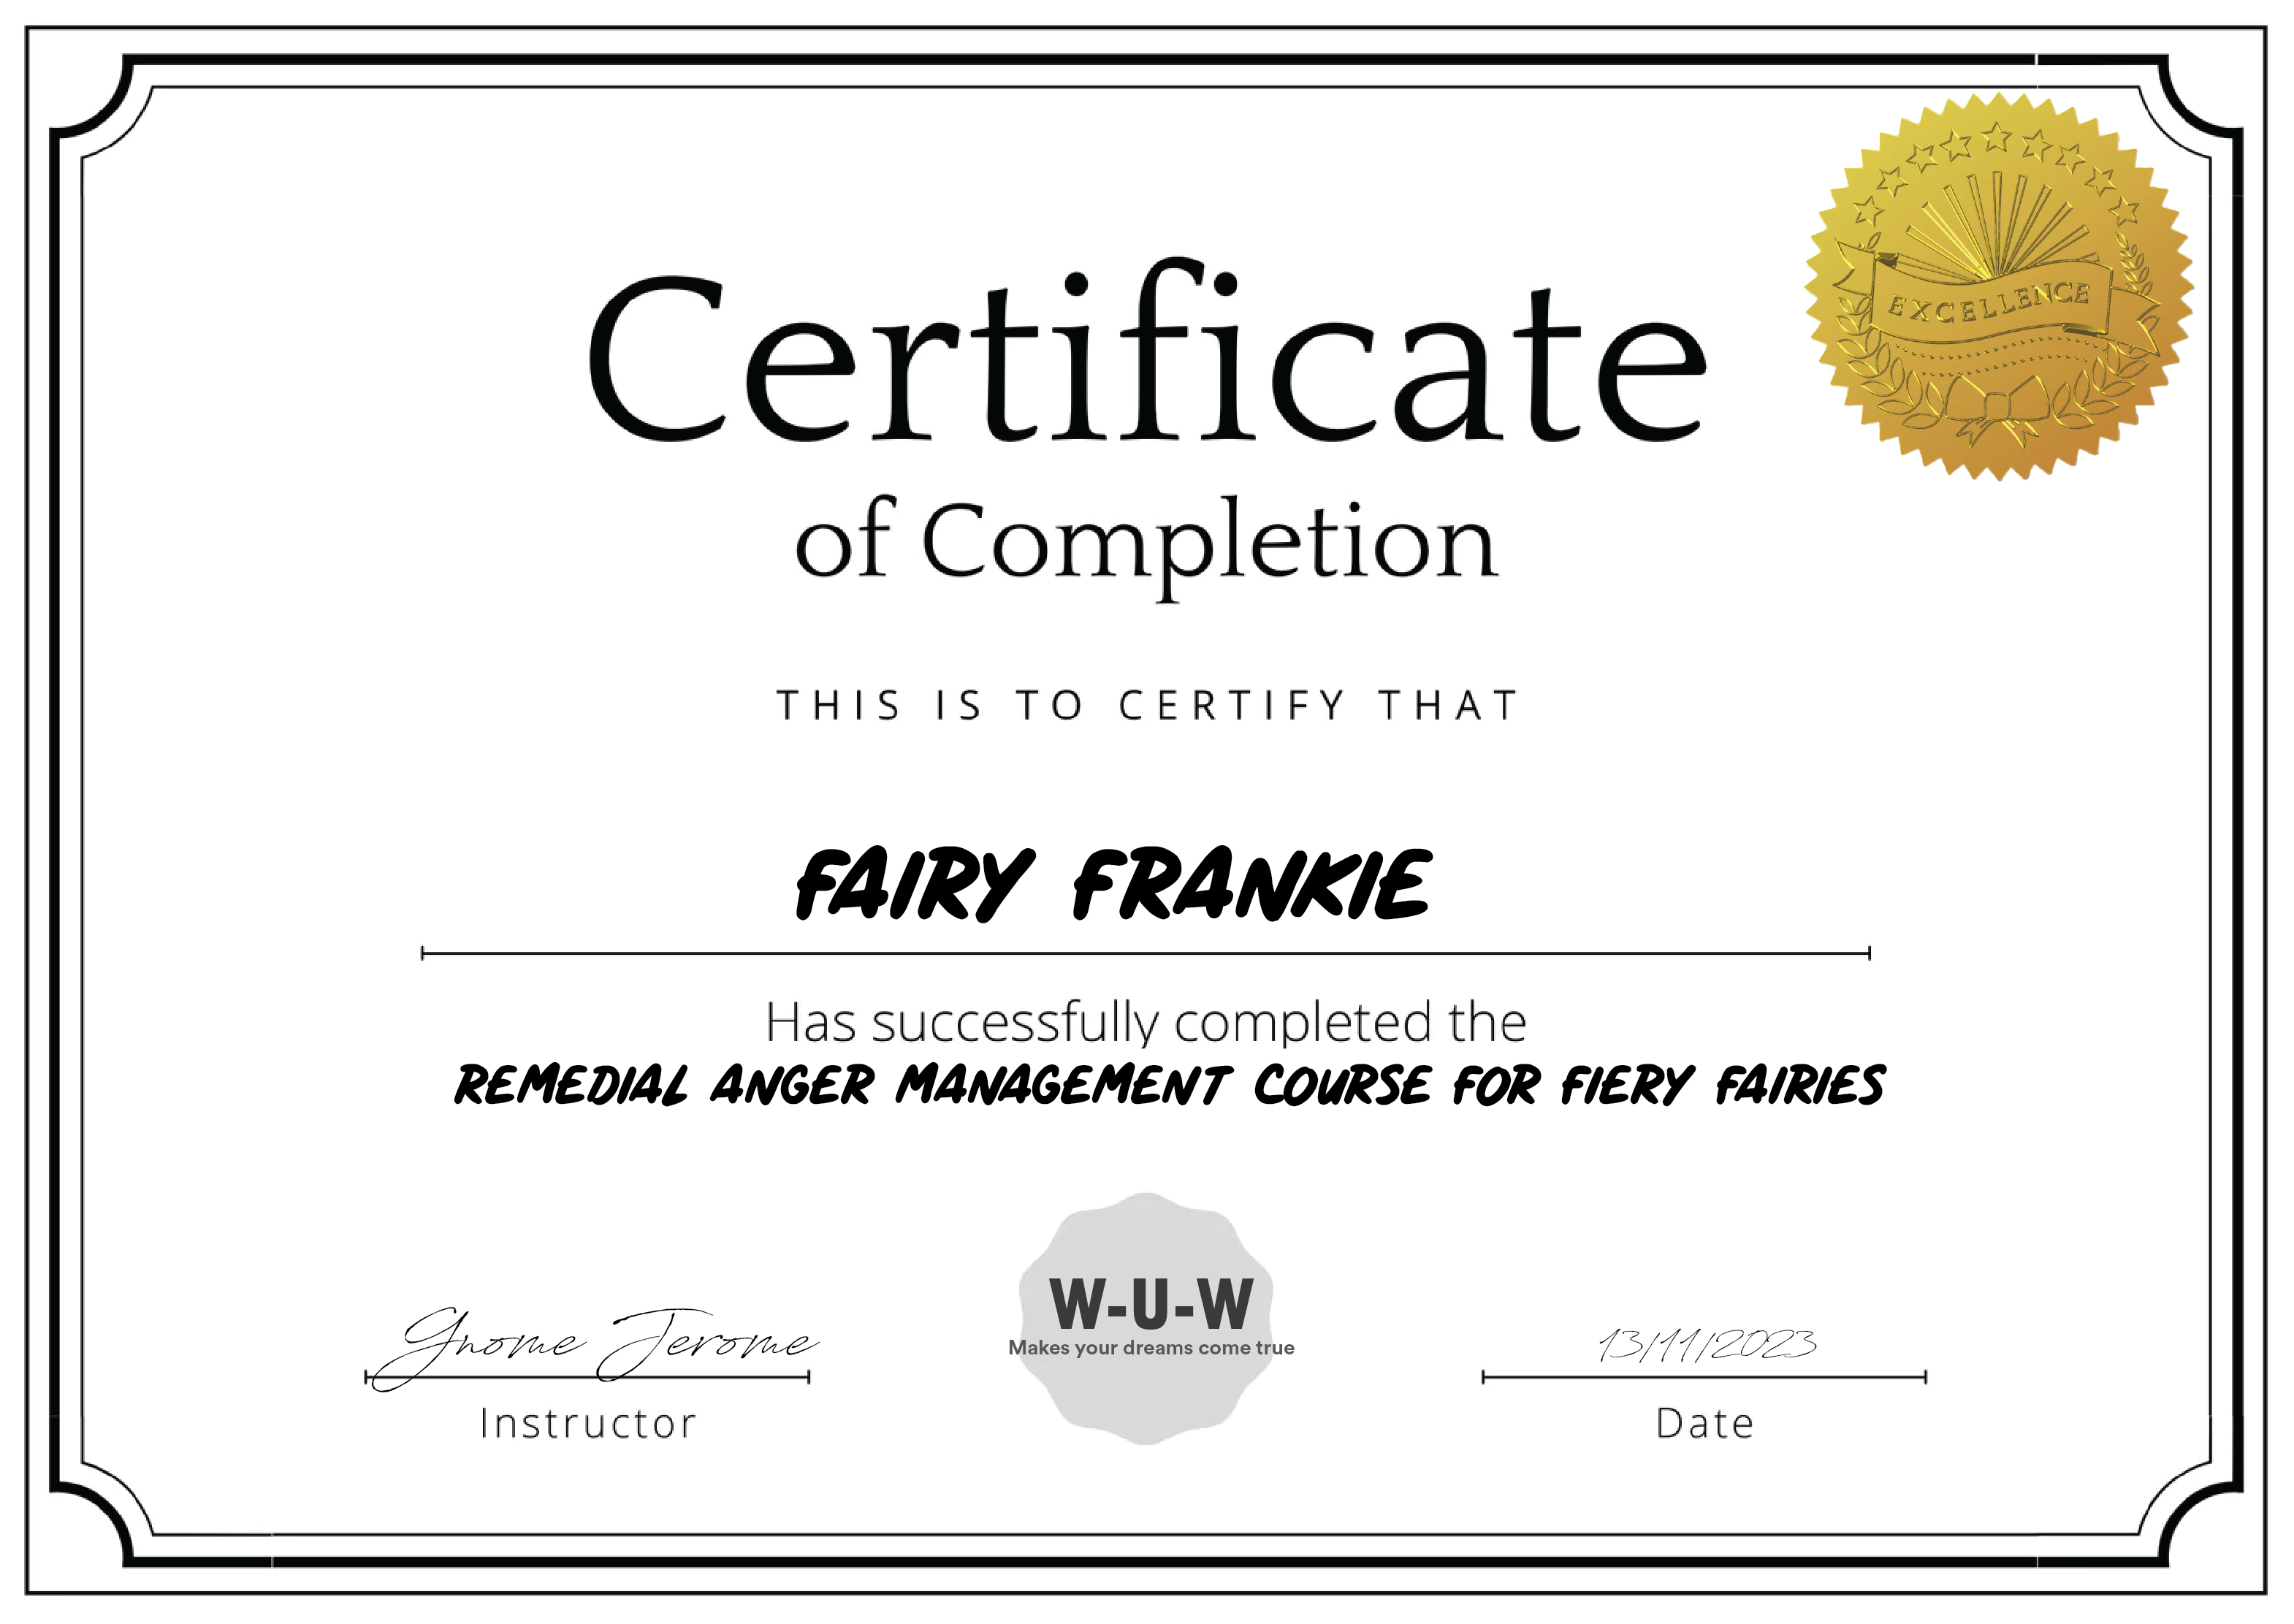 EXCELLENCE
Certificate
of Completion
THIS IS TO CERTIFY THAT
FAIRY FRANKIE
Has successfully completed the
REMEDIAL ANGER MANAGEMENT COURSE FOR FIERY FAIRIES
W-U-W
Makes your dreams come true
Gnome Jerome
Instructor
13/11/2023
Date